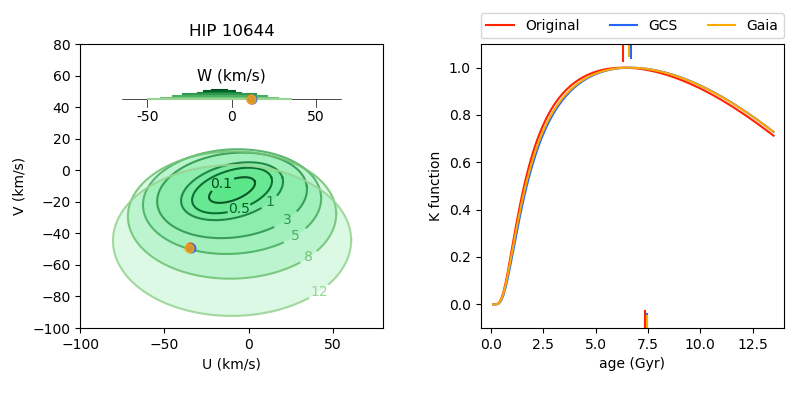 HIP 10644
V (km/s)
80
60
40
20
0
−20
−40
−60
−80
−100
W (km/s)
-50 0 50
0.1
0.5
1
3
5
8
12
−100 −50 0 50
U (km/s)
Original GCS Gaia
K function
1.0
0.8
0.6
0.4
0.2
0.0
0.0 2.5 5.0 7.5 10.0 12.5
age (Gyr)